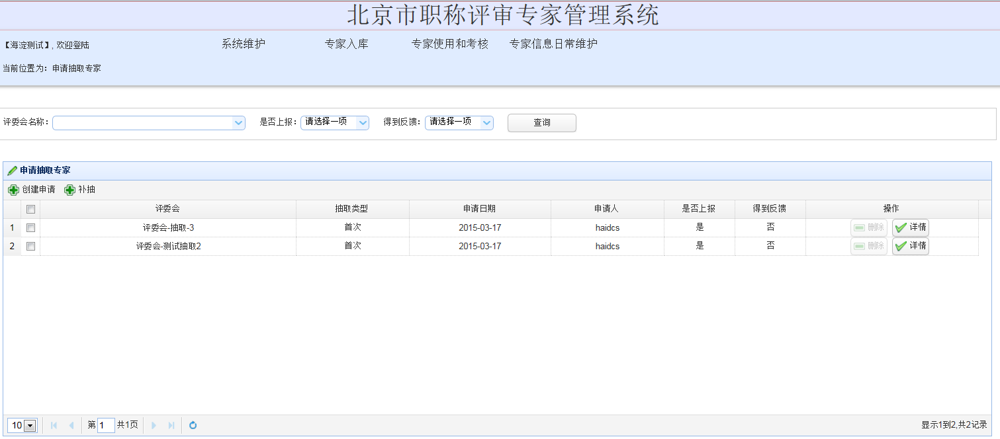 北京市职称评审专家管理系统
【海淀测试】, 欢迎登陆 系统维护 专家入库 专家使用和考核 专家信息日常维护
当前位置为：申请抽取专家
评委会名称： 是否上报： 请选择一项 得到反馈： 请选择一项 查询
申请抽取专家
创建申请 补抽
评委会 抽取类型 申请日期 申请人 是否上报 得到反馈 操作
1 评委会-抽取-3 首次 2015-03-17 haidcs 是 否 删除 详情
2 评委会-测试抽取2 首次 2015-03-17 haidcs 是 否 删除 详情
10 第 1 共1页 显示1到2,共2记录